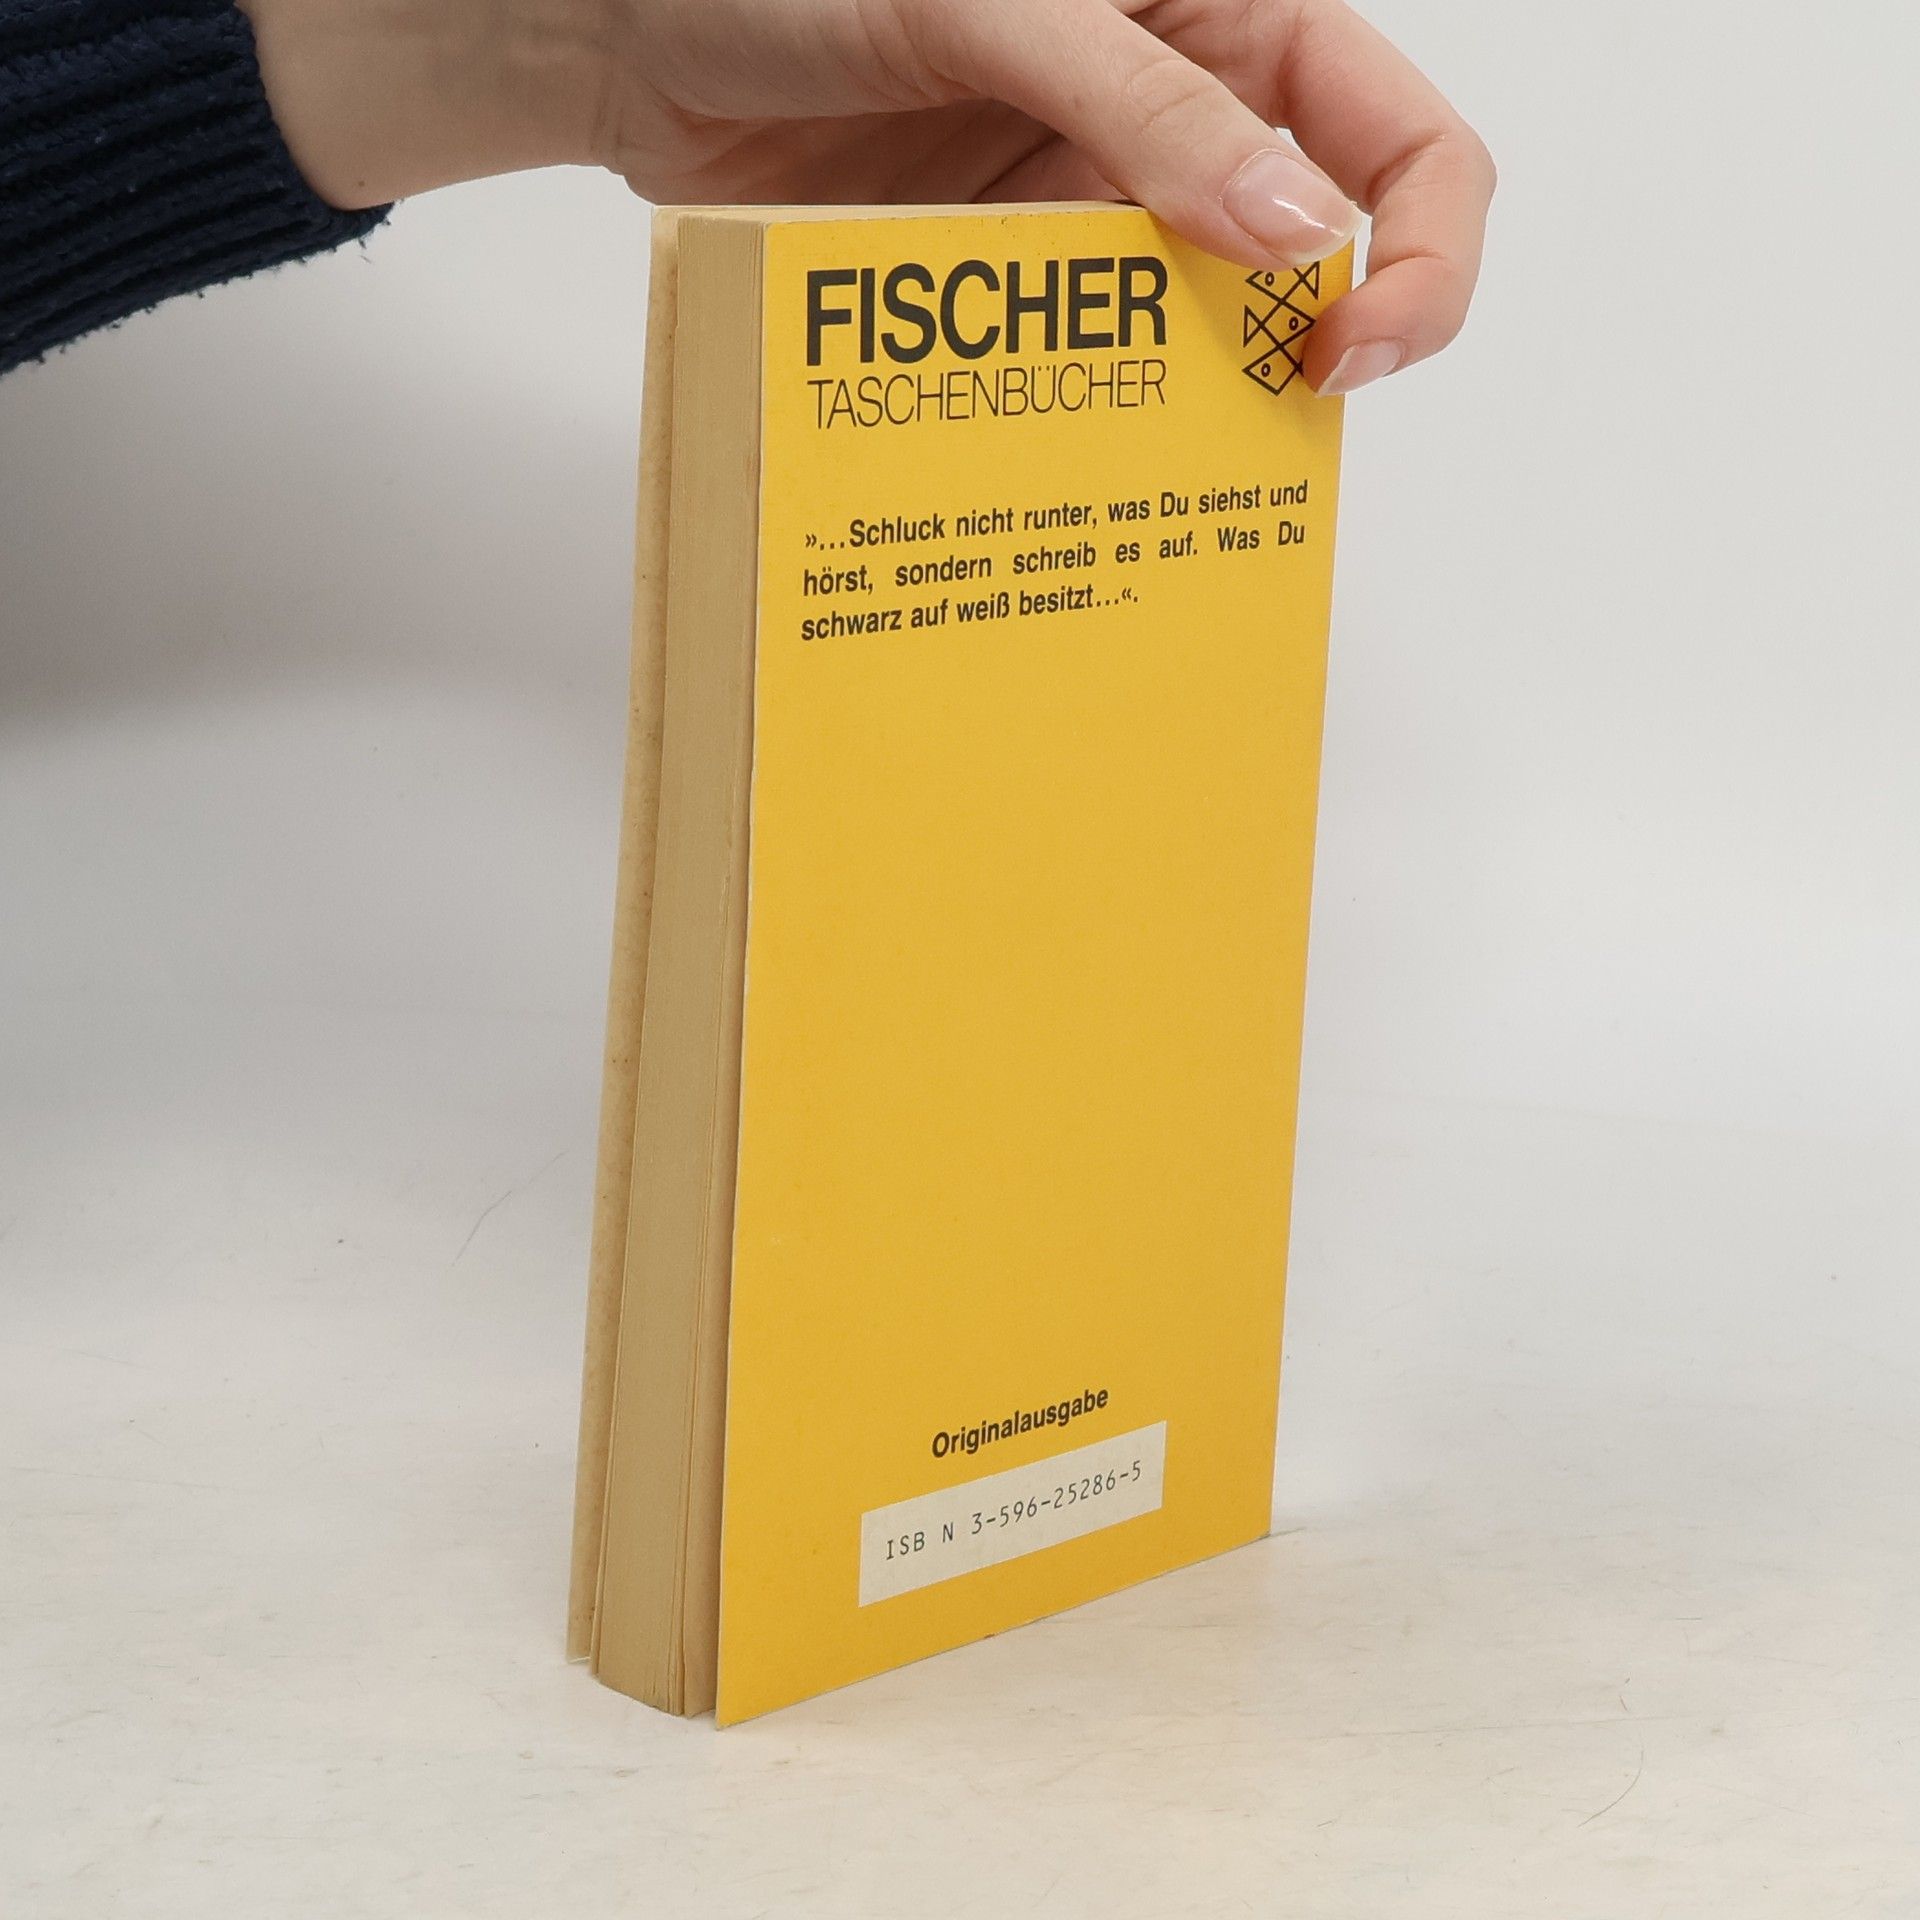 FISCHER
TASCHENBÜCHER
»...Schluck nicht runter, was Du siehst und
hörst, sondern schreib es auf. Was Du
schwarz auf weiß besitzt...«.
Originalausgabe
ISB N 3-596-25286-5